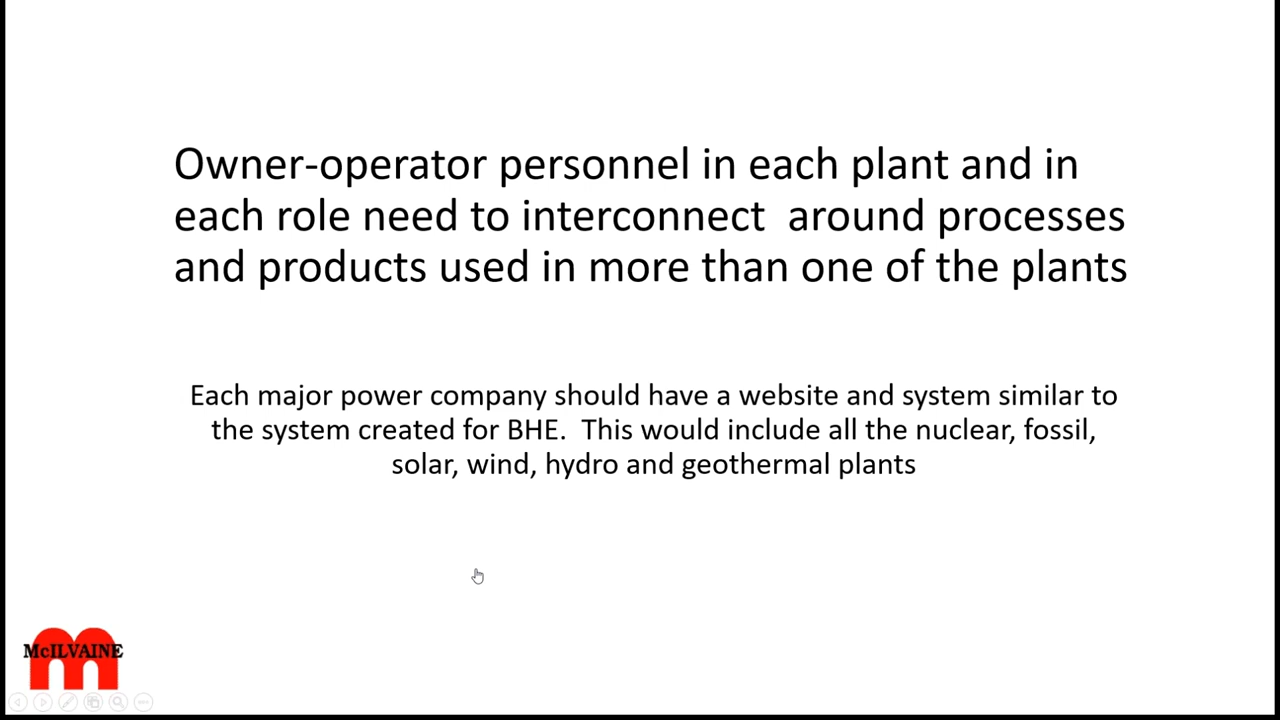 Owner-operator personnel in each plant and in
each role need to interconnect  around processes
and products used in more than one of the plants
Each major power company should have a website and system similar to
the system created for BHE.  This would include all the nuclear, fossil,
solar, wind, hydro and geothermal plants
McILVAINE